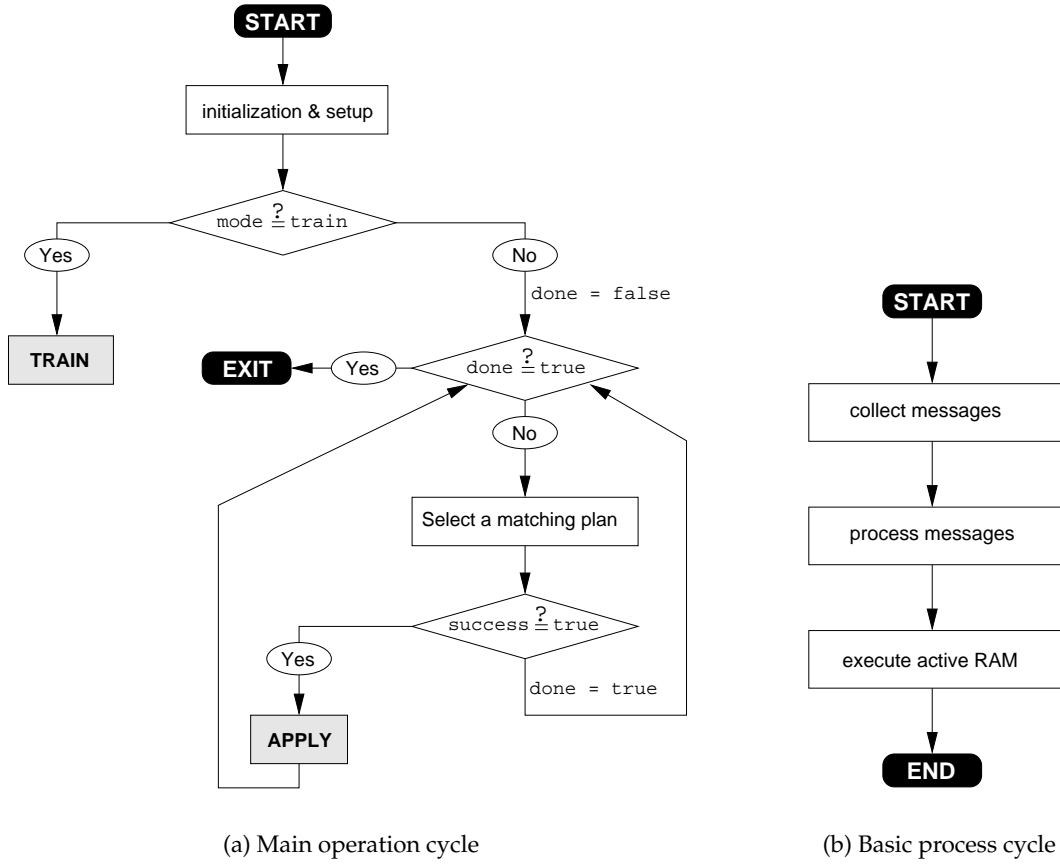 START
initialization & setup
mode ?= train
Yes
No
done = false
TRAIN
EXIT
Yes
done ?= true
No
Select a matching plan
success ?= true
Yes
done = true
APPLY
(a) Main operation cycle
START
collect messages
process messages
execute active RAM
END
(b) Basic process cycle